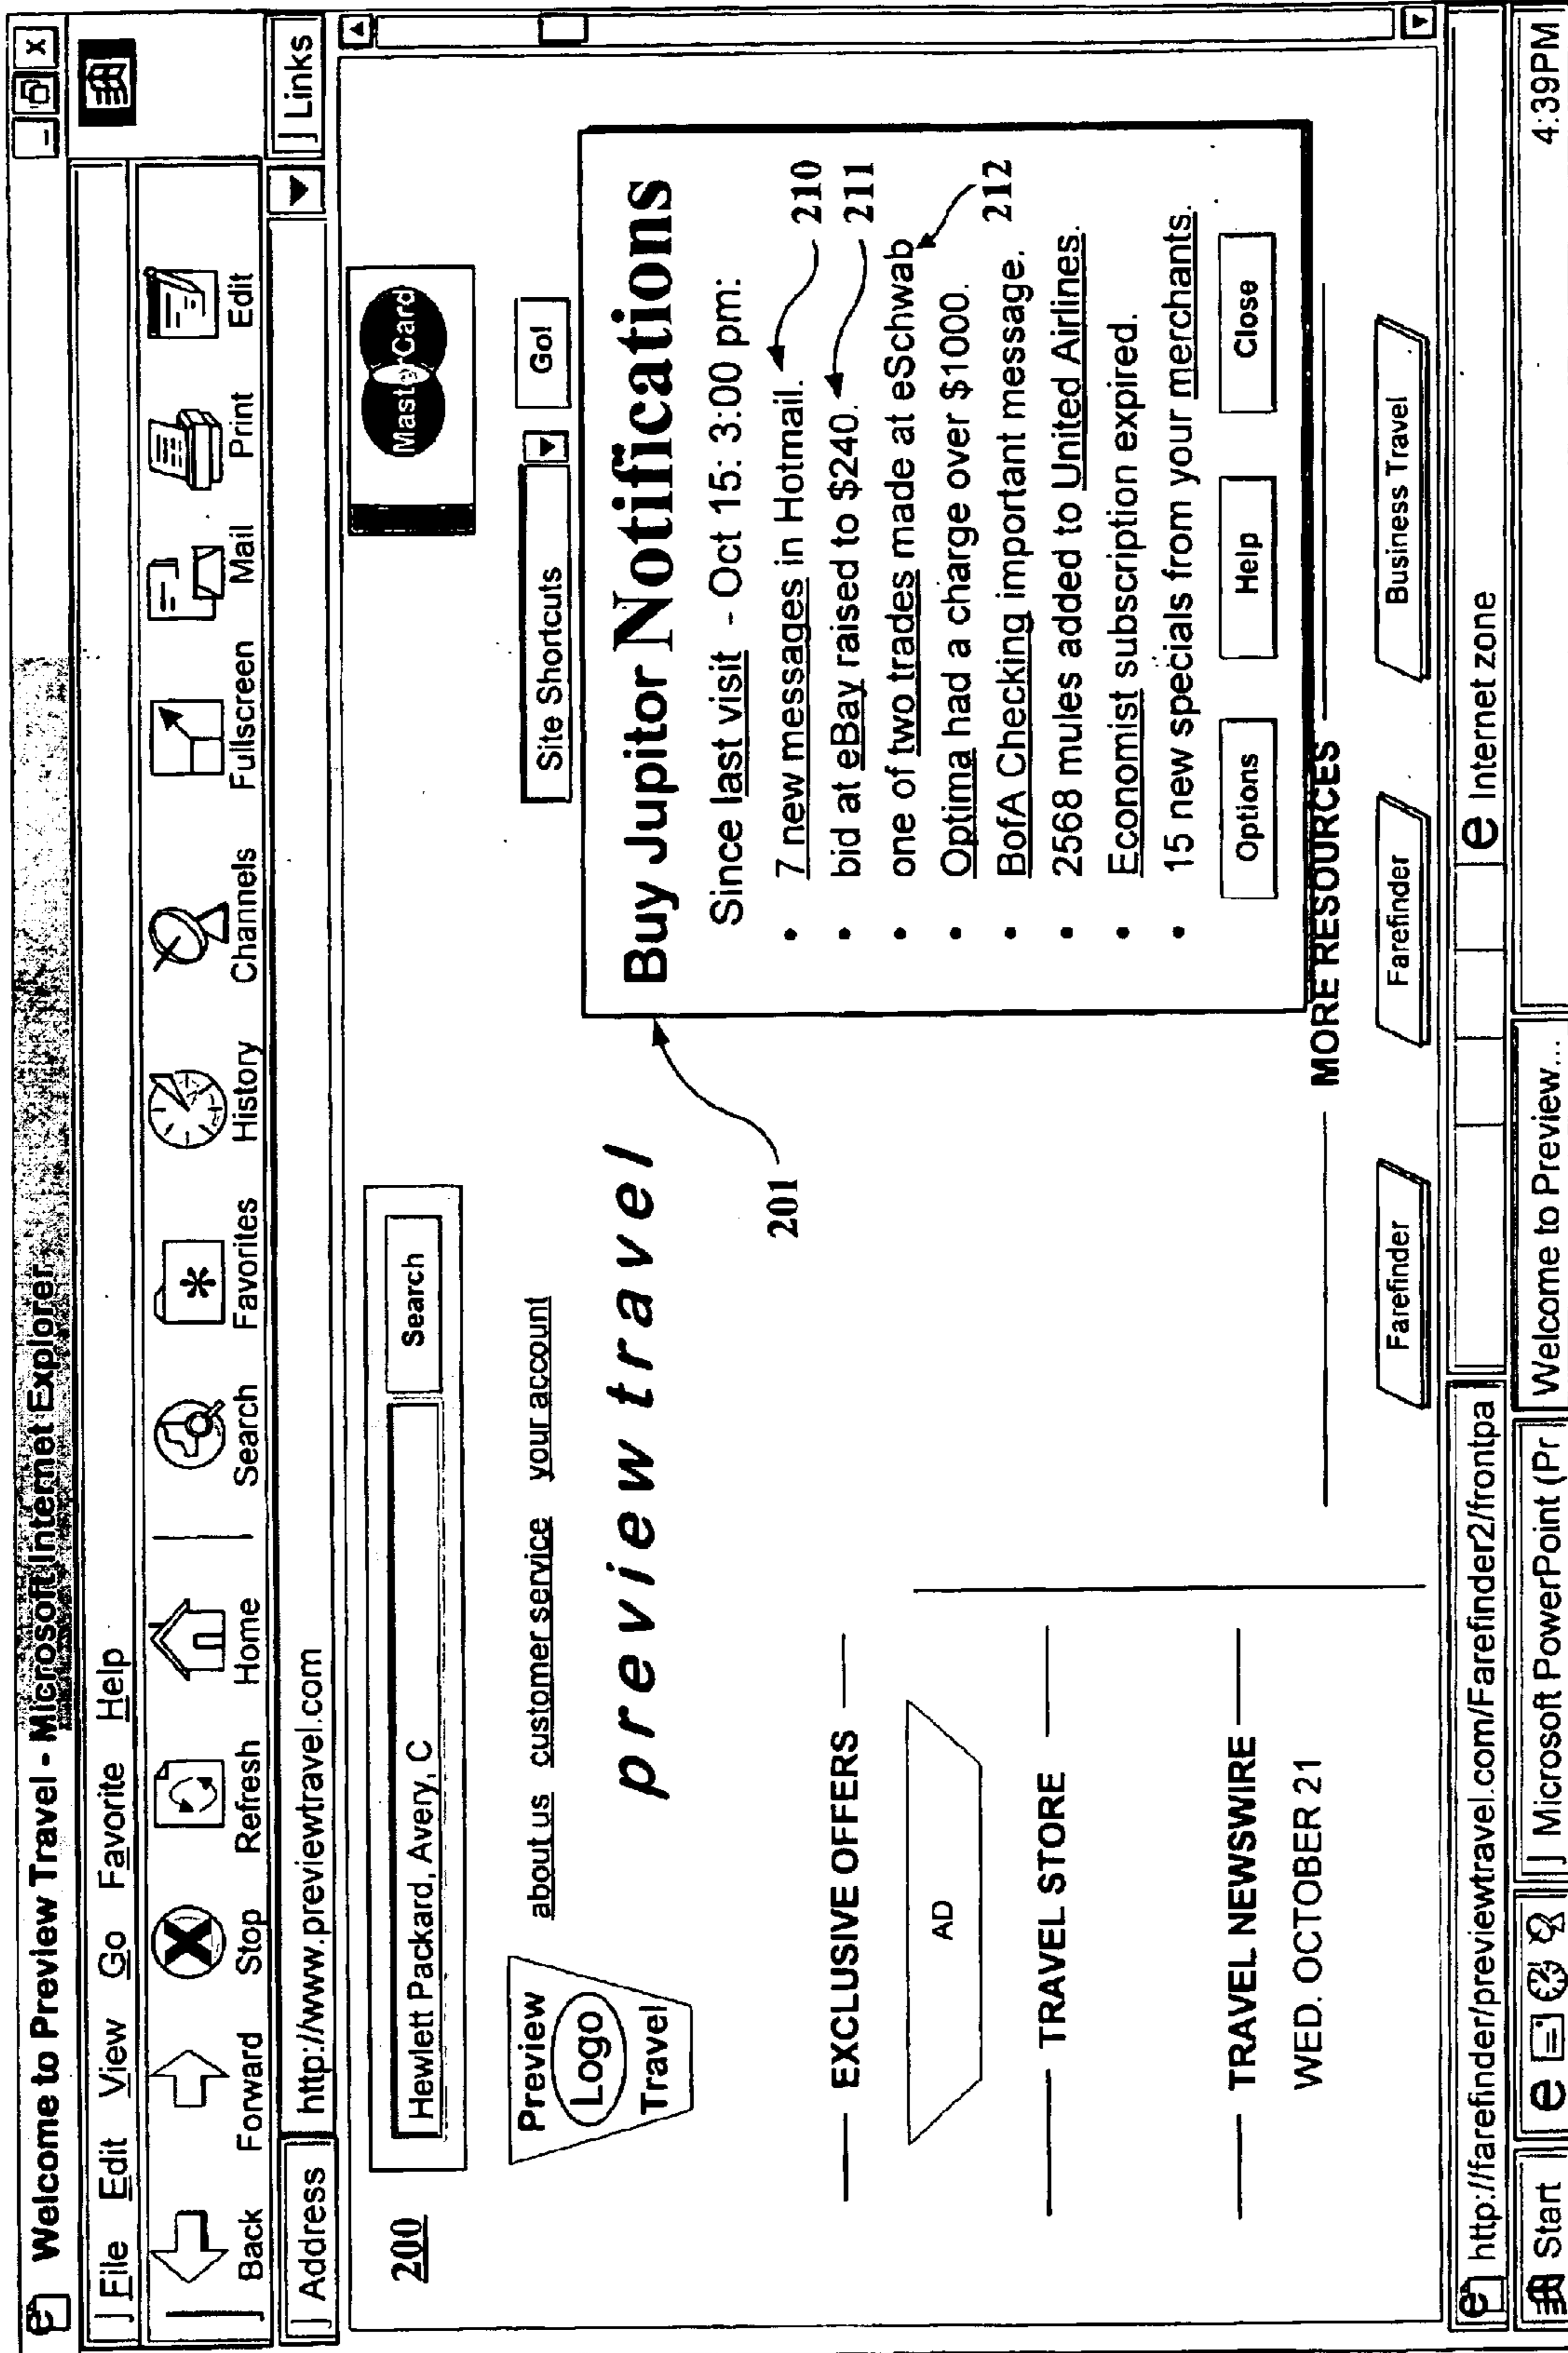 Welcome to Preview Travel - Microsoft Internet Explorer
File Edit View Go Favorite Help
Back Forward Stop Refresh Home Search Favorites History Channels Fullscreen Mail Print Edit
Address http://www.previewtravel.com Links
200
Hewlett Packard, Avery, C Search
MasterCard
about us customer service your account
Site Shortcuts Go!
Preview
Logo
Travel
preview travel
201
Buy Jupitor Notifications
Since last visit - Oct 15: 3:00 pm:
• 7 new messages in Hotmail. 210
• bid at eBay raised to $240. 211
• one of two trades made at eSchwab
• Optima had a charge over $1000.
212
• BofA Checking important message.
• 2568 mules added to United Airlines.
• Economist subscription expired.
• 15 new specials from your merchants.
Options Help Close
EXCLUSIVE OFFERS
AD
TRAVEL STORE
TRAVEL NEWSWIRE
WED. OCTOBER 21
MORE RESOURCES
Farefinder Farefinder Business Travel
http://farefinder/previewtravel.com/Farefinder2/frontpa Internet zone
Start Microsoft PowerPoint (Pr Welcome to Preview... 4:39PM